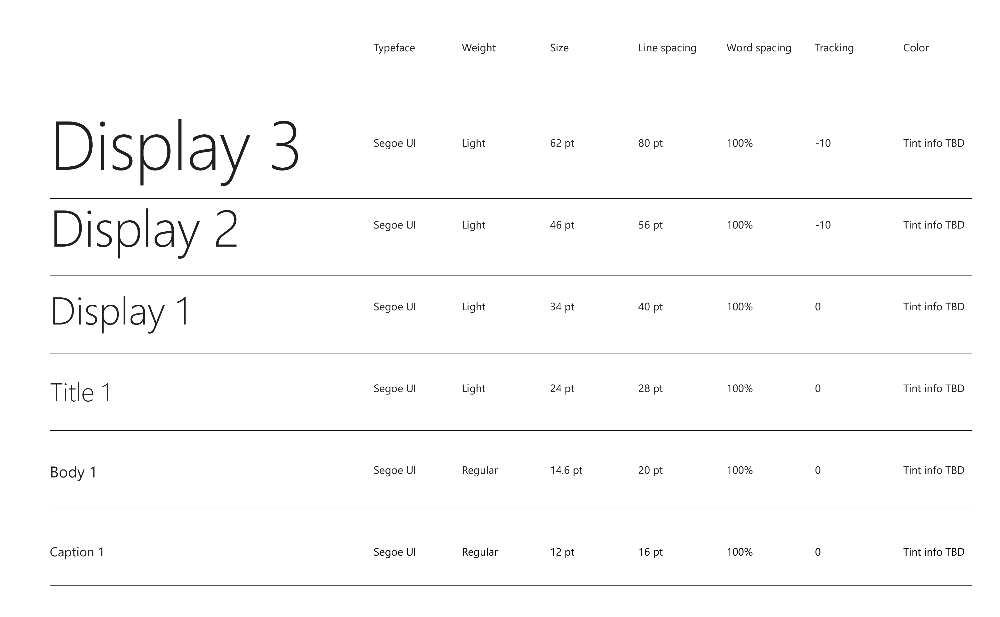 Typeface Weight Size Line spacing Word spacing Tracking Color
Display 3 Segoe UI Light 62 pt 80 pt 100% -10 Tint info TBD
Display 2 Segoe UI Light 46 pt 56 pt 100% -10 Tint info TBD
Display 1 Segoe UI Light 34 pt 40 pt 100% 0 Tint info TBD
Title 1 Segoe UI Light 24 pt 28 pt 100% 0 Tint info TBD
Body 1 Segoe UI Regular 14.6 pt 20 pt 100% 0 Tint info TBD
Caption 1 Segoe UI Regular 12 pt 16 pt 100% 0 Tint info TBD